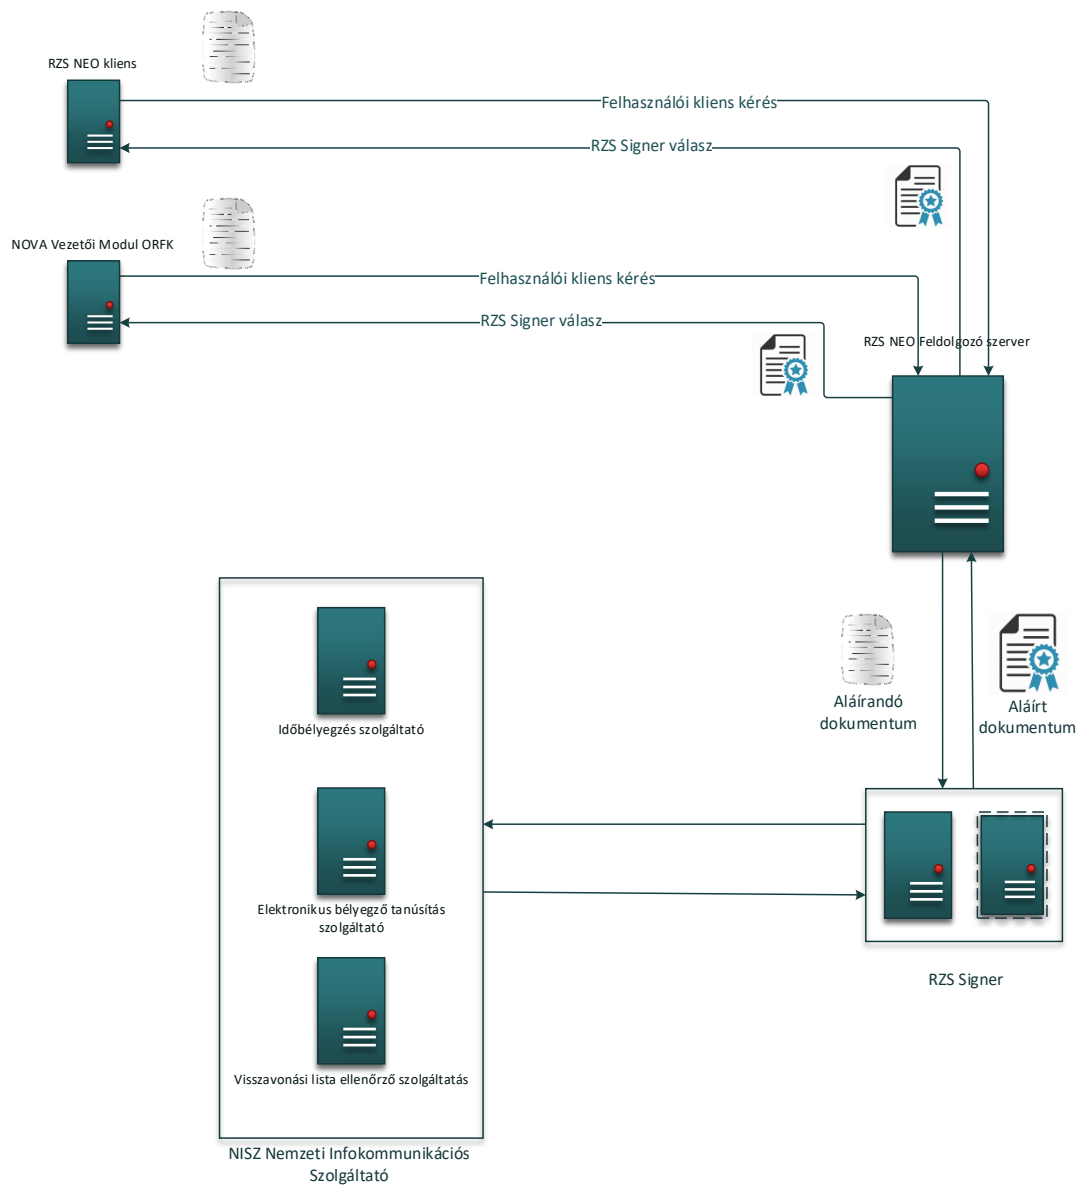 RZS NEO kliens
Felhasználói kliens kérés
RZS Signer válasz
NOVA Vezetői Modul ORFK
Felhasználói kliens kérés
RZS Signer válasz
RZS NEO Feldolgozó szerver
Aláírandó
dokumentum
Aláírt
dokumentum
Időbélyegzés szolgáltató
Elektronikus bélyegző tanúsítás
szolgáltató
Visszavonási lista ellenőrző szolgáltatás
RZS Signer
NISZ Nemzeti Infokommunikációs
Szolgáltató